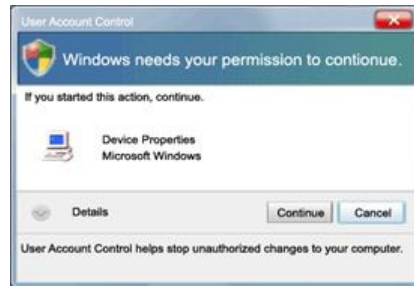 User Account Control
Windows needs your permission to contionue.
If you started this action, continue.
Device Properties
Microsoft Windows
Details
Continue
Cancel
User Account Control helps stop unauthorized changes to your computer.